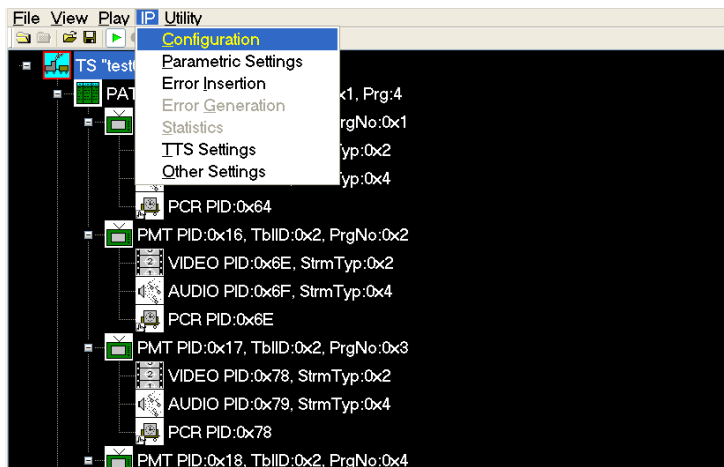 File View Play IP Utility
Configuration
TS "test
Parametric Settings
Error Insertion
PAT x1, Prg:4
Error Generation
Statistics
rgNo:0x1
TTS Settings
yp:0x2
Other Settings
yp:0x4
PCR PID:0x64
PMT PID:0x16, TblID:0x2, PrgNo:0x2
VIDEO PID:0x6E, StrmTyp:0x2
AUDIO PID:0x6F, StrmTyp:0x4
PCR PID:0x6E
PMT PID:0x17, TblID:0x2, PrgNo:0x3
VIDEO PID:0x78, StrmTyp:0x2
AUDIO PID:0x79, StrmTyp:0x4
PCR PID:0x78
PMT PID:0x18, TblID:0x2, PrgNo:0x4